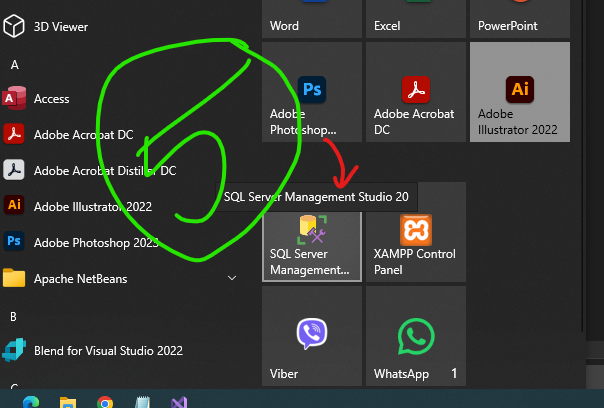 3D Viewer
A
Access
Adobe Acrobat DC
Adobe Acrobat Distiller DC
Adobe Illustrator 2022
Adobe Photoshop 2023
Apache NetBeans
B
Blend for Visual Studio 2022
5
Word
Excel
PowerPoint
Ps
Adobe
Photoshop...
Adobe Acrobat
DC
Ai
Adobe
Illustrator 2022
SQL Server Management Studio 20
SQL Server
Management...
XAMPP Control
Panel
Viber
WhatsApp 1